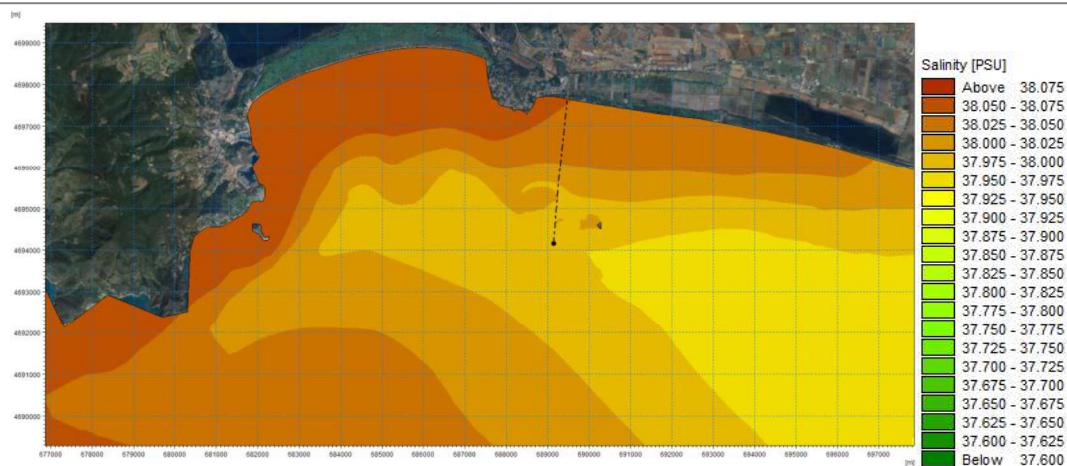 [m]
4699000
4698000
4697000
4696000
4695000
4694000
4693000
4692000
4691000
4690000
677000 678000 679000 680000 681000 682000 683000 684000 685000 686000 687000 688000 689000 690000 691000 692000 693000 694000 695000 696000 697000
[m]
Salinity [PSU]
Above 38.075
38.050 - 38.075
38.025 - 38.050
38.000 - 38.025
37.975 - 38.000
37.950 - 37.975
37.925 - 37.950
37.900 - 37.925
37.875 - 37.900
37.850 - 37.875
37.825 - 37.850
37.800 - 37.825
37.775 - 37.800
37.750 - 37.775
37.725 - 37.750
37.700 - 37.725
37.675 - 37.700
37.650 - 37.675
37.625 - 37.650
37.600 - 37.625
Below 37.600